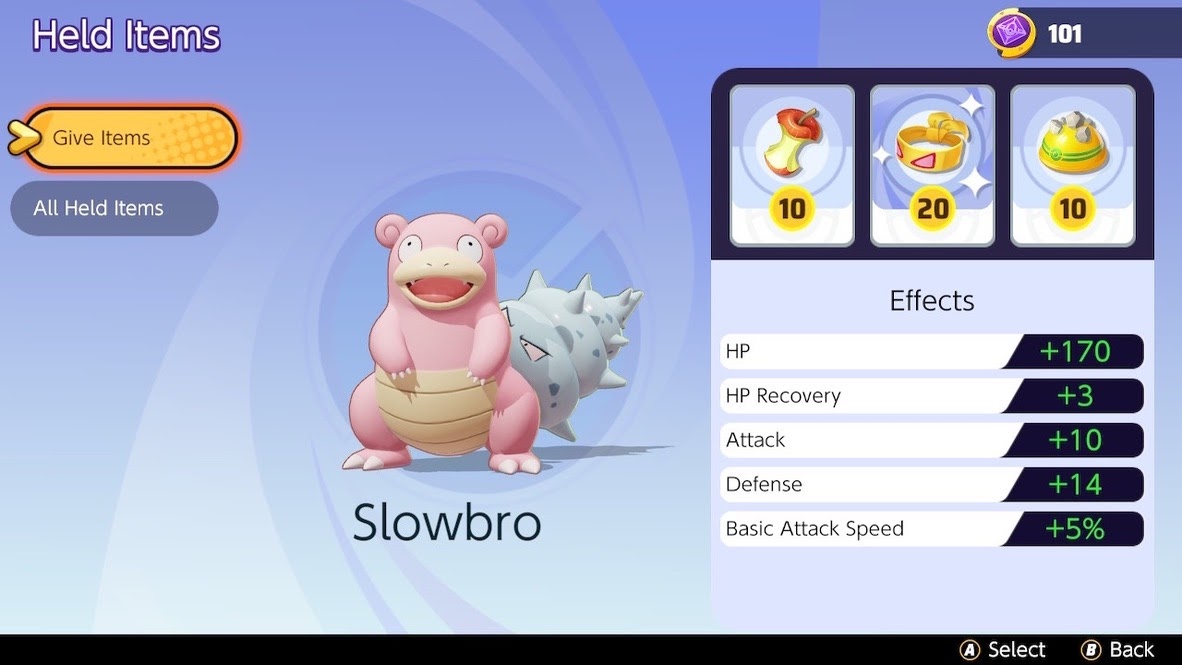 Held Items
101
Give Items
All Held Items
10
20
10
Slowbro
Effects
HP +170
HP Recovery +3
Attack +10
Defense +14
Basic Attack Speed +5%
A Select B Back